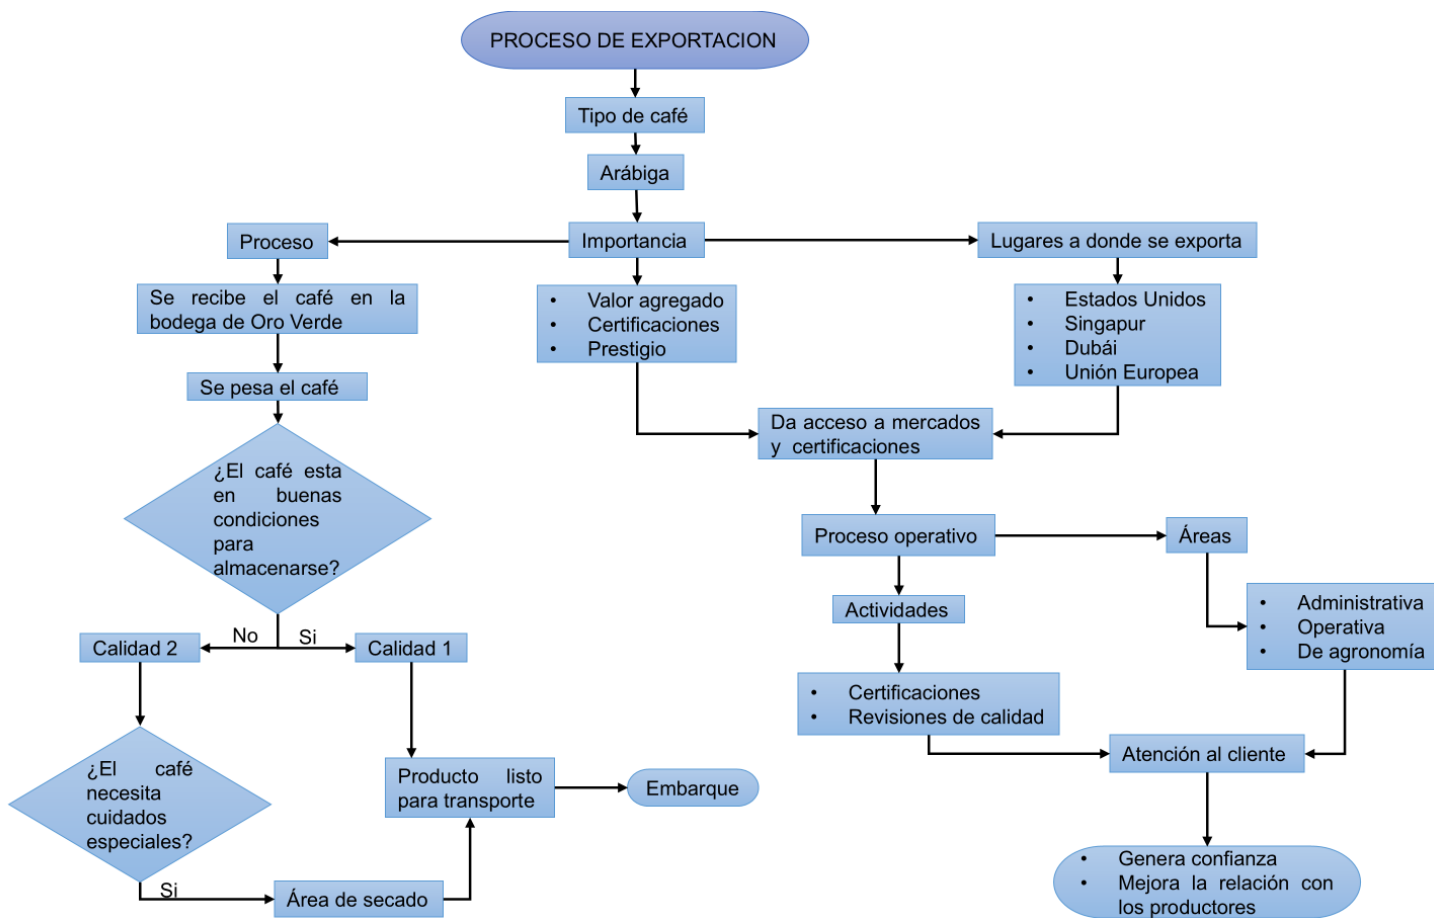 PROCESO DE EXPORTACION
Tipo de café
Arábiga
Proceso
Importancia
Lugares a donde se exporta
Se recibe el café en la
bodega de Oro Verde
• Valor agregado
• Certificaciones
• Prestigio
• Estados Unidos
• Singapur
• Dubái
• Unión Europea
Se pesa el café
Da acceso a mercados
y certificaciones
¿El café esta
en buenas
condiciones
para
almacenarse?
Proceso operativo
Áreas
Actividades
• Administrativa
• Operativa
• De agronomía
No
Si
Calidad 2
Calidad 1
• Certificaciones
• Revisiones de calidad
Atención al cliente
¿El café
necesita
cuidados
especiales?
Producto listo
para transporte
Embarque
Si
Área de secado
• Genera confianza
• Mejora la relación con
los productores